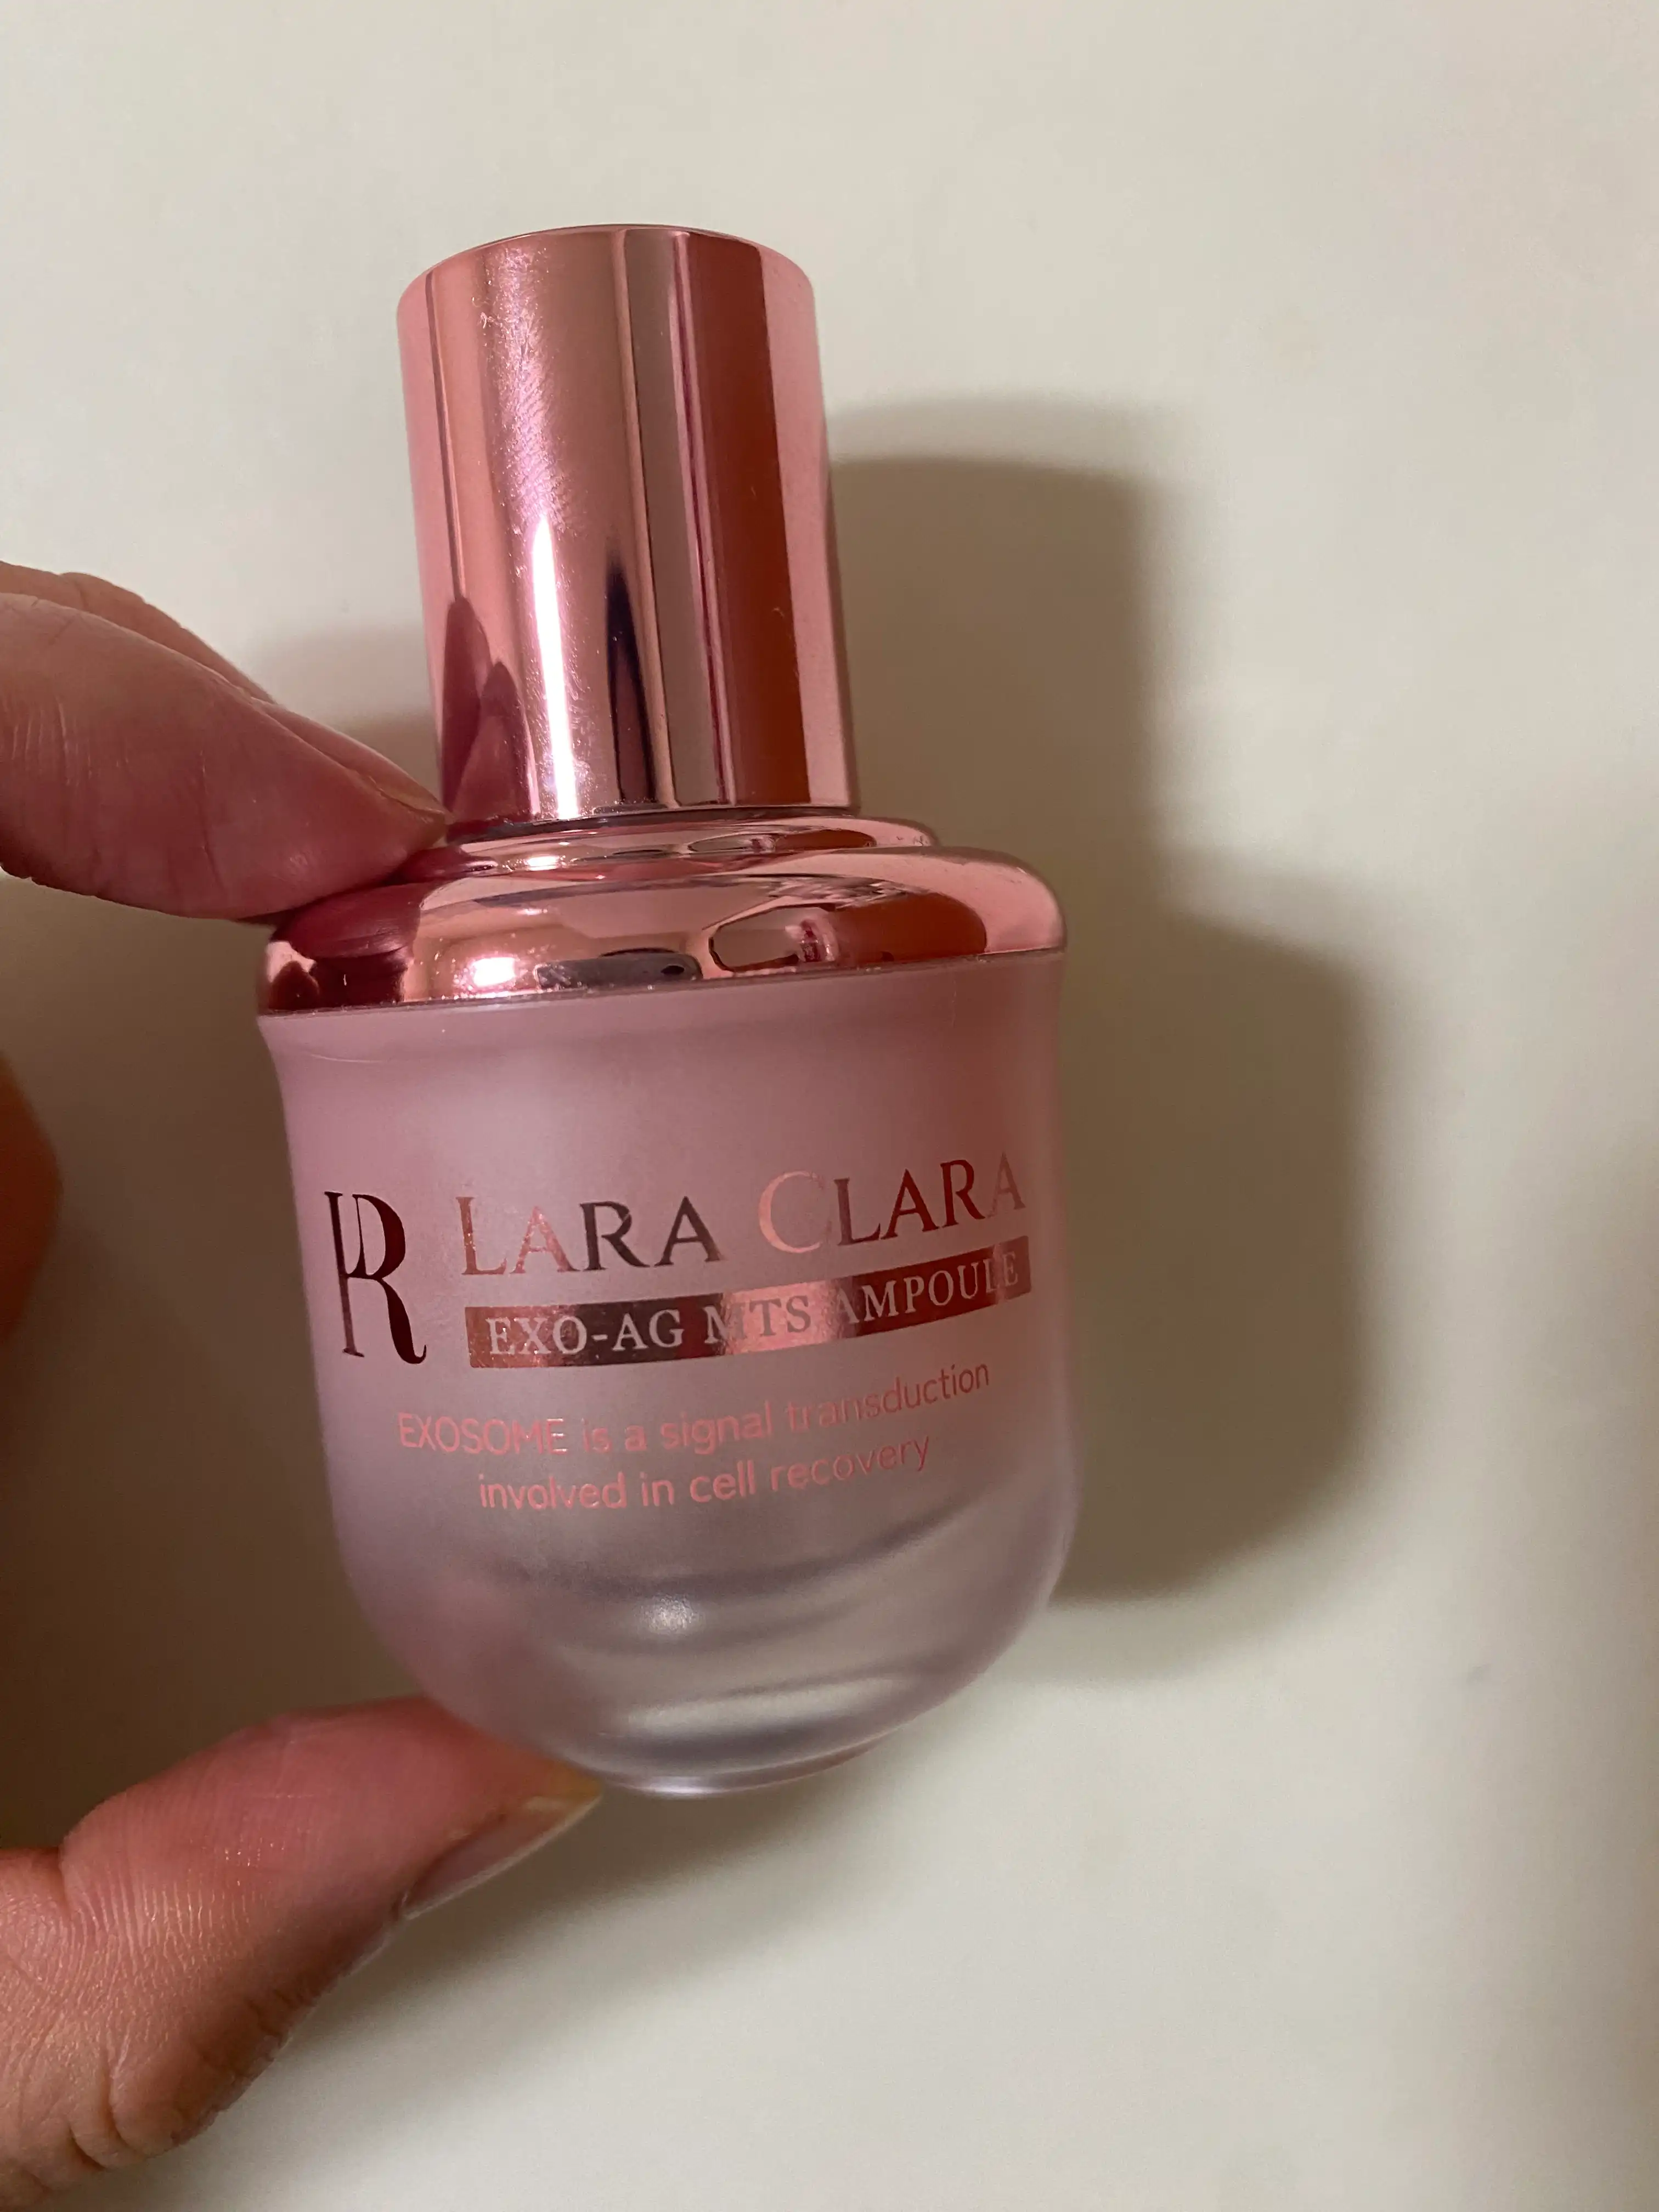 LARA CLARA
EXO-AG MTS AMPOULE
EXOSOME is a signal transduction
involved in cell recovery